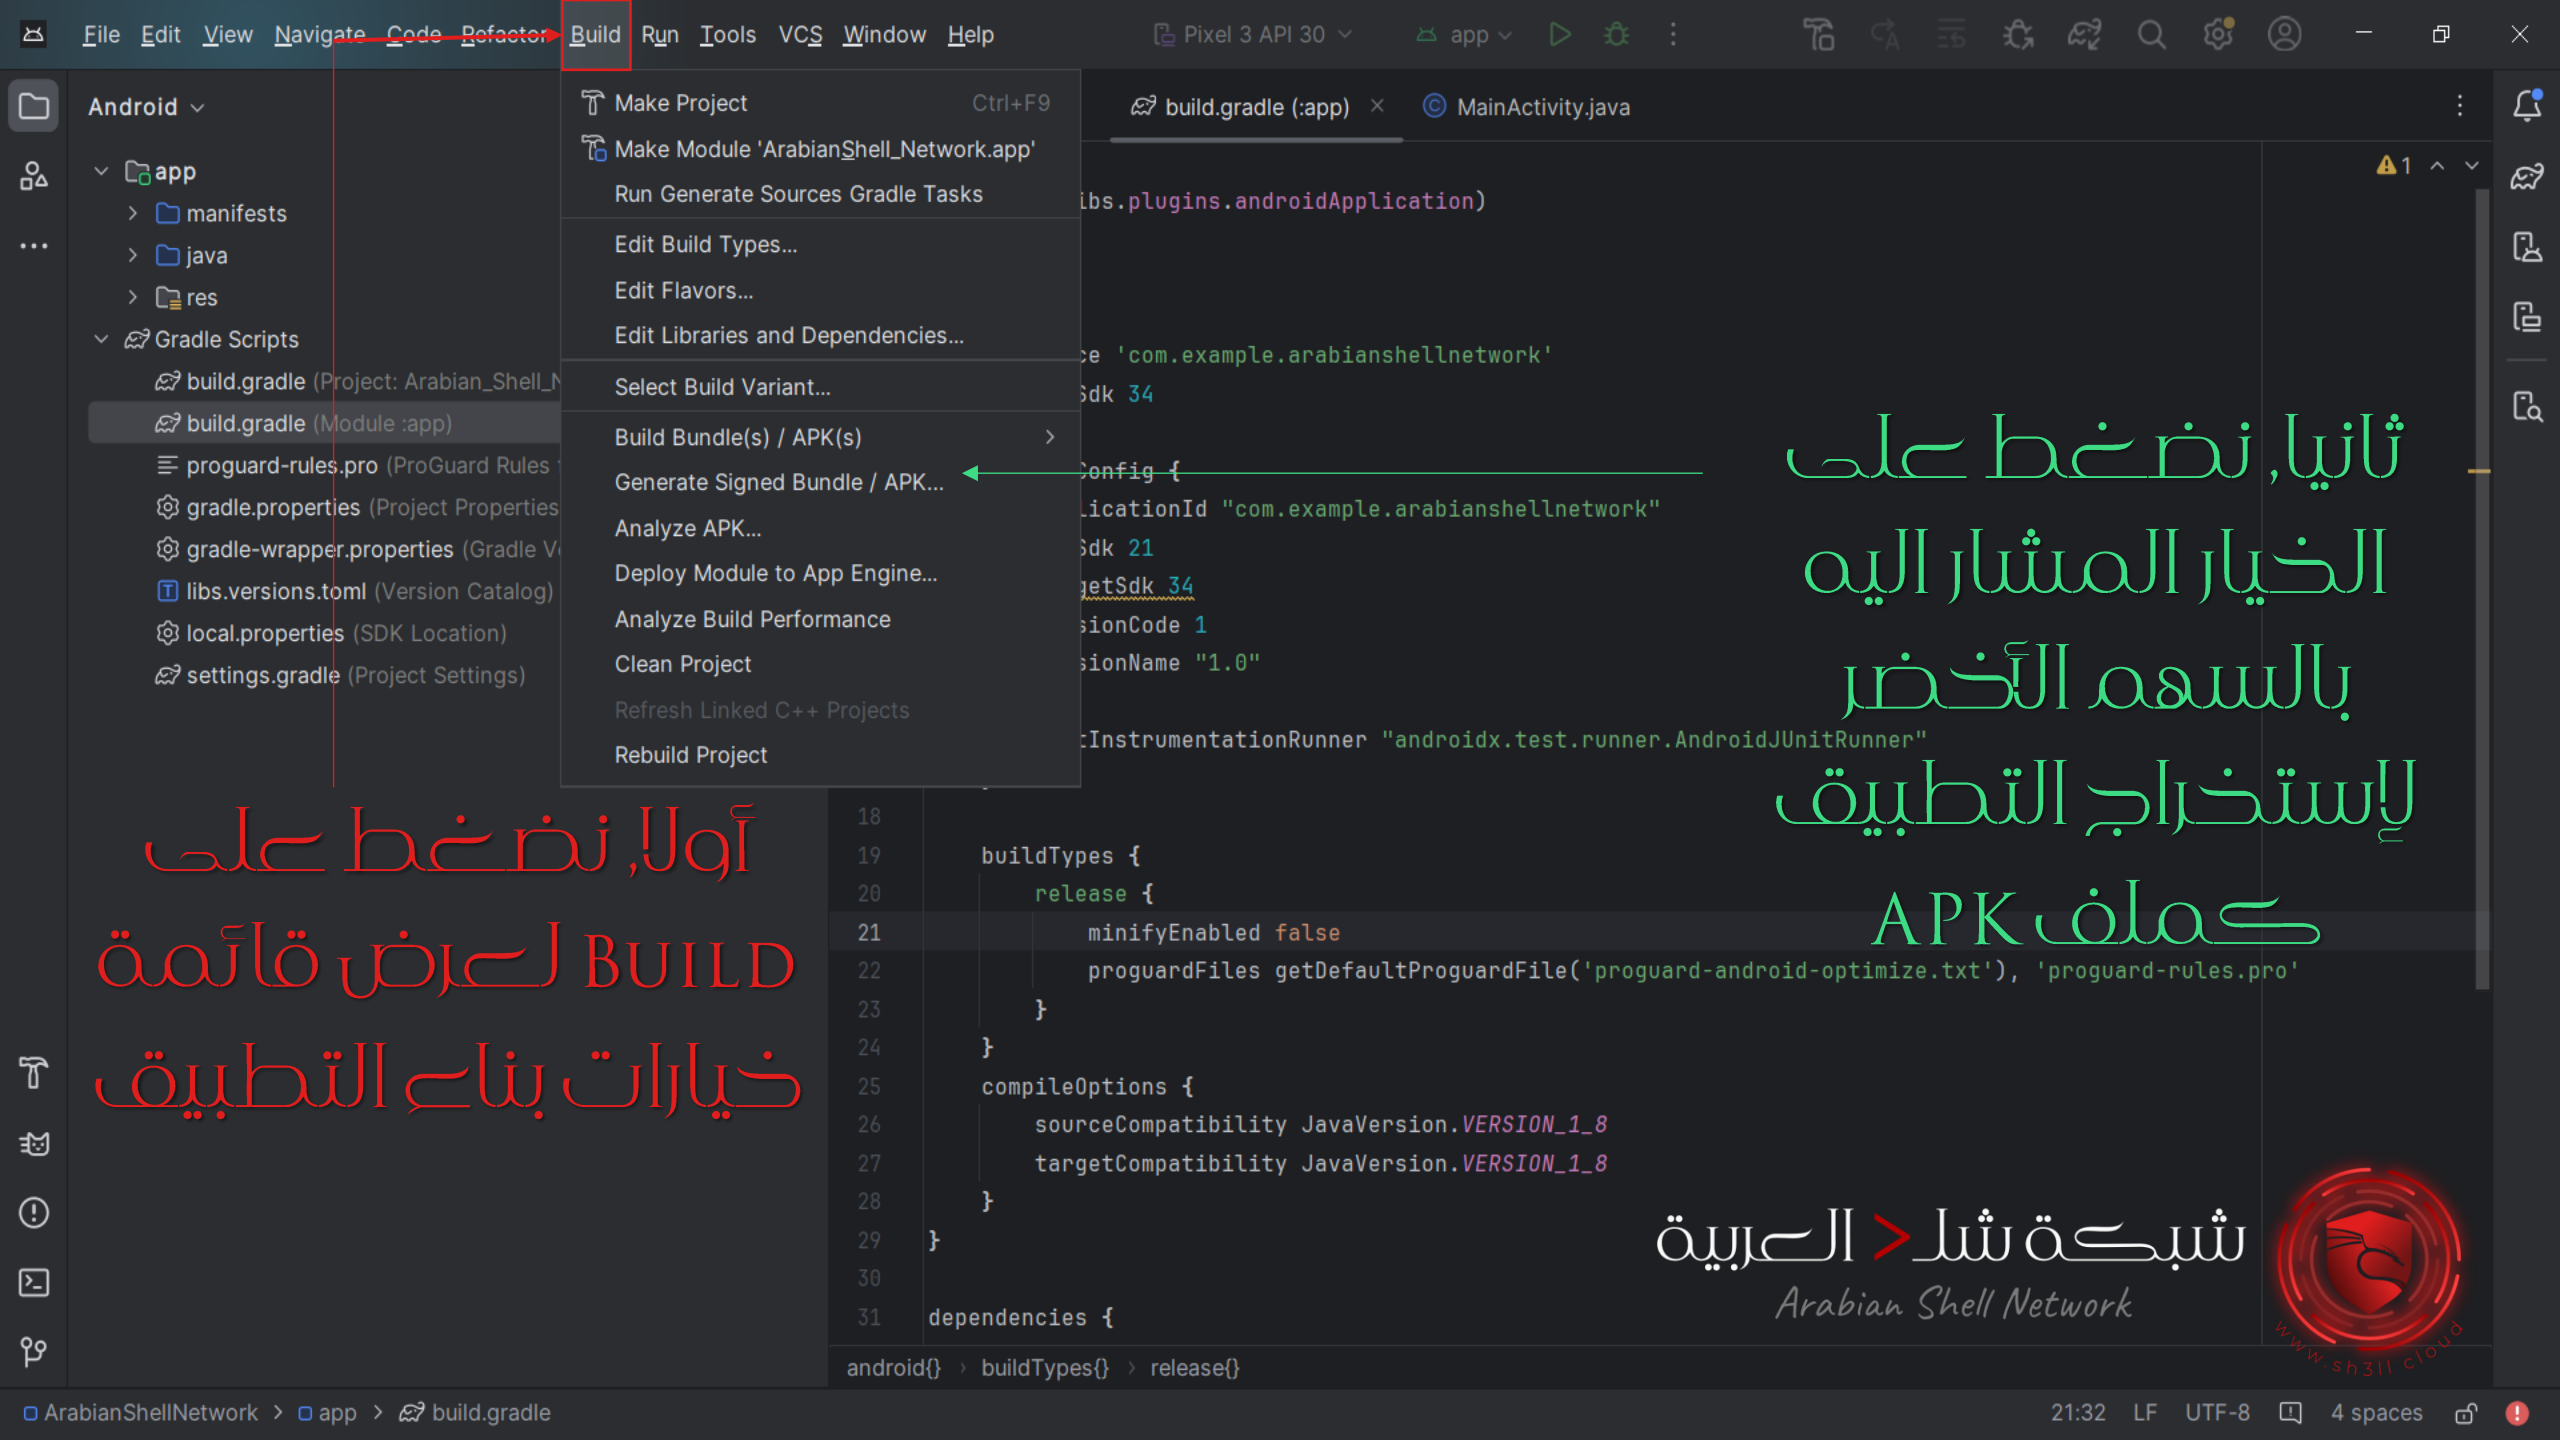 File Edit View Navigate Code Refactor Build Run Tools VCS Window Help
Pixel 3 API 30
app
Android
app
manifests
java
res
Gradle Scripts
build.gradle (Project: Arabian_Shell_N
build.gradle (Module :app)
proguard-rules.pro (ProGuard Rules
gradle.properties (Project Properties
gradle-wrapper.properties (Gradle Ve
libs.versions.toml (Version Catalog)
local.properties (SDK Location)
settings.gradle (Project Settings)
Make Project Ctrl+F9
Make Module 'ArabianShell_Network.app'
Run Generate Sources Gradle Tasks
Edit Build Types...
Edit Flavors...
Edit Libraries and Dependencies...
Select Build Variant...
Build Bundle(s) / APK(s)
Generate Signed Bundle / APK...
Analyze APK...
Deploy Module to App Engine...
Analyze Build Performance
Clean Project
Refresh Linked C++ Projects
Rebuild Project
build.gradle (:app)
MainActivity.java
1
ibs.plugins.androidApplication)
ce 'com.example.arabianshellnetwork'
Sdk 34
Config {
licationId "com.example.arabianshellnetwork"
Sdk 21
getSdk 34
sionCode 1
sionName "1.0"
tInstrumentationRunner "androidx.test.runner.AndroidJUnitRunner"
18
19 buildTypes {
20 release {
21 minifyEnabled false
22 proguardFiles getDefaultProguardFile('proguard-android-optimize.txt'), 'proguard-rules.pro'
23 }
24 }
25 compileOptions {
26 sourceCompatibility JavaVersion.VERSION_1_8
27 targetCompatibility JavaVersion.VERSION_1_8
28 }
29 }
30
31 dependencies {
android{} › buildTypes{} › release{}
أولا, نضغط على
Build لعرض قائمة
خيارات بناء التطبيق
ثانيا, نضغط على
الخيار المشار اليه
بالسهم الأخضر
لإستخراج التطبيق
كملف APK
شبكة شل> العربية
Arabian Shell Network
www.sh3ll.cloud
ArabianShellNetwork > app > build.gradle
21:32 LF UTF-8 4 spaces